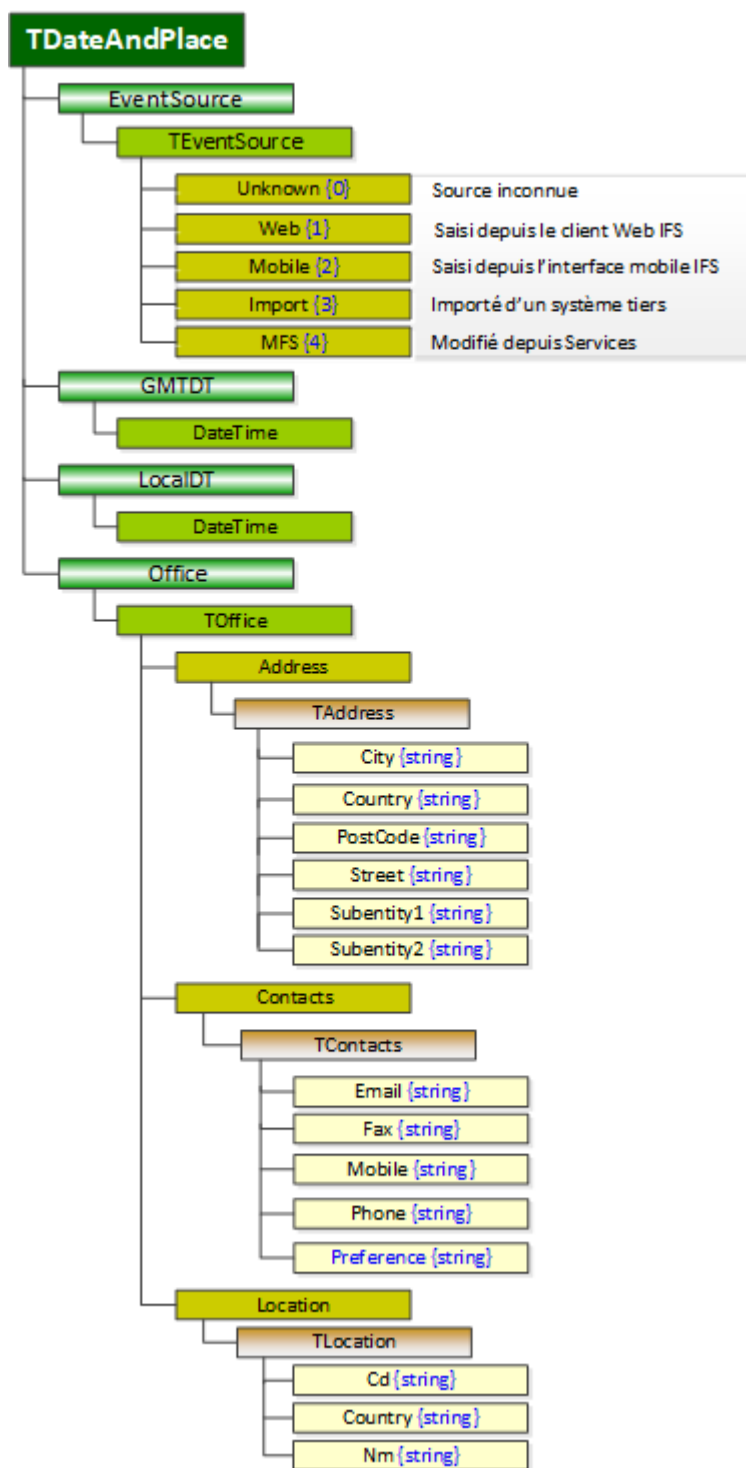 TDateAndPlace
EventSource
TEventSource
Unknown {0} Source inconnue
Web {1} Saisi depuis le client Web IFS
Mobile {2} Saisi depuis l'interface mobile IFS
Import {3} Importé d'un système tiers
MFS {4} Modifié depuis Services
GMTDT
DateTime
LocalDT
DateTime
Office
TOffice
Address
TAddress
City {string}
Country {string}
PostCode {string}
Street {string}
Subentity1 {string}
Subentity2 {string}
Contacts
TContacts
Email {string}
Fax {string}
Mobile {string}
Phone {string}
Preference {string}
Location
TLocation
Cd {string}
Country {string}
Nm {string}